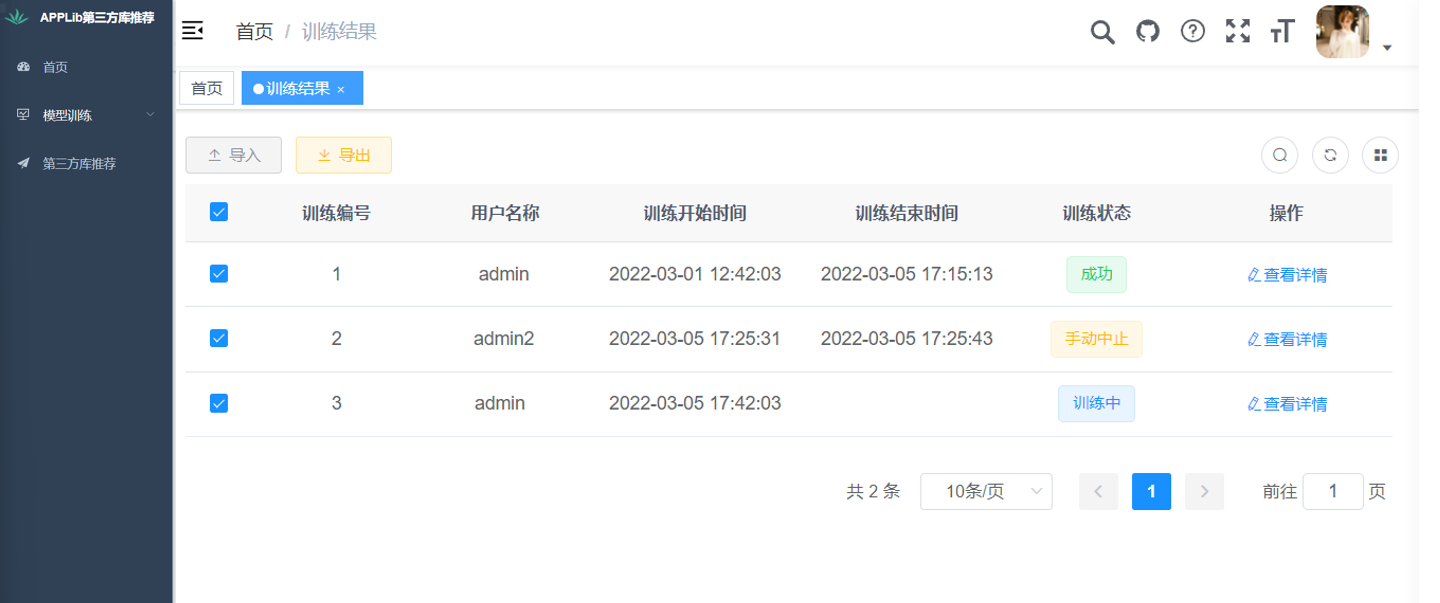 APPLib第三方库推荐
首页
模型训练
第三方库推荐
首页 / 训练结果
首页
训练结果 ×
导入 导出
训练编号 用户名称 训练开始时间 训练结束时间 训练状态 操作
1 admin 2022-03-01 12:42:03 2022-03-05 17:15:13 成功 查看详情
2 admin2 2022-03-05 17:25:31 2022-03-05 17:25:43 手动中止 查看详情
3 admin 2022-03-05 17:42:03 训练中 查看详情
共 2 条 10条/页 1 前往 1 页